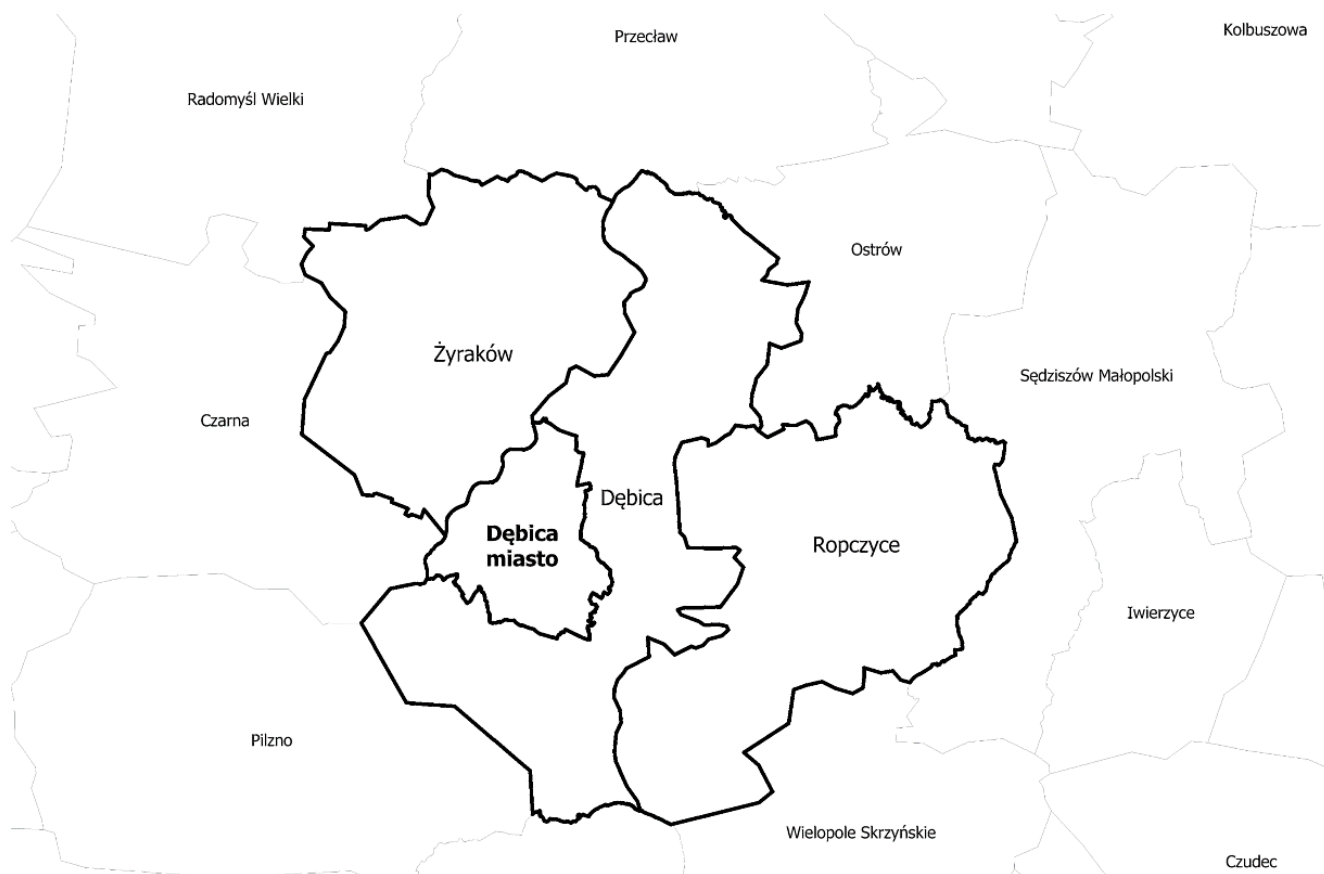 Kolbuszowa
Przecław
Radomyśl Wielki
Ostrów
Żyraków
Sędziszów Małopolski
Czarna
Dębica
Dębica
miasto
Ropczyce
Iwierzyce
Pilzno
Wielopole Skrzyńskie
Czudec